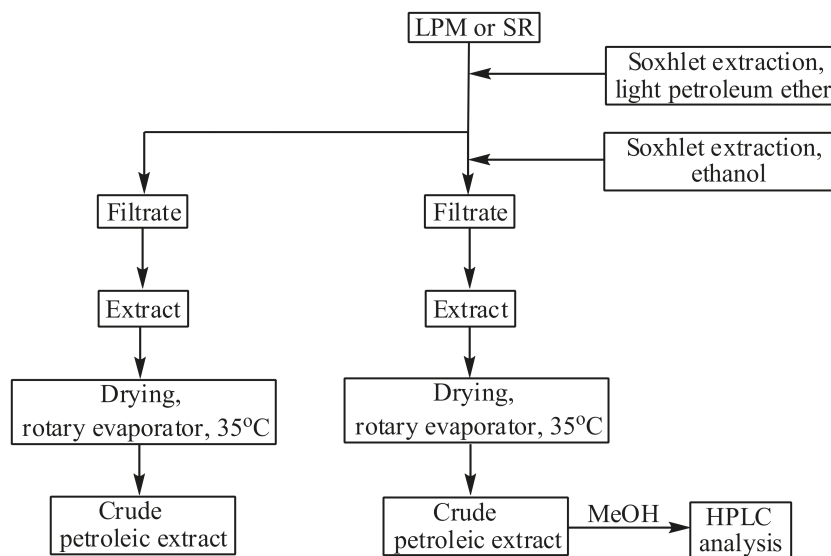 LPM or SR
Soxhlet extraction,
light petroleum ether
Soxhlet extraction,
ethanol
Filtrate
Filtrate
Extract
Extract
Drying,
rotary evaporator, 35°C
Drying,
rotary evaporator, 35°C
Crude
petroleic extract
Crude
petroleic extract
MeOH
HPLC
analysis